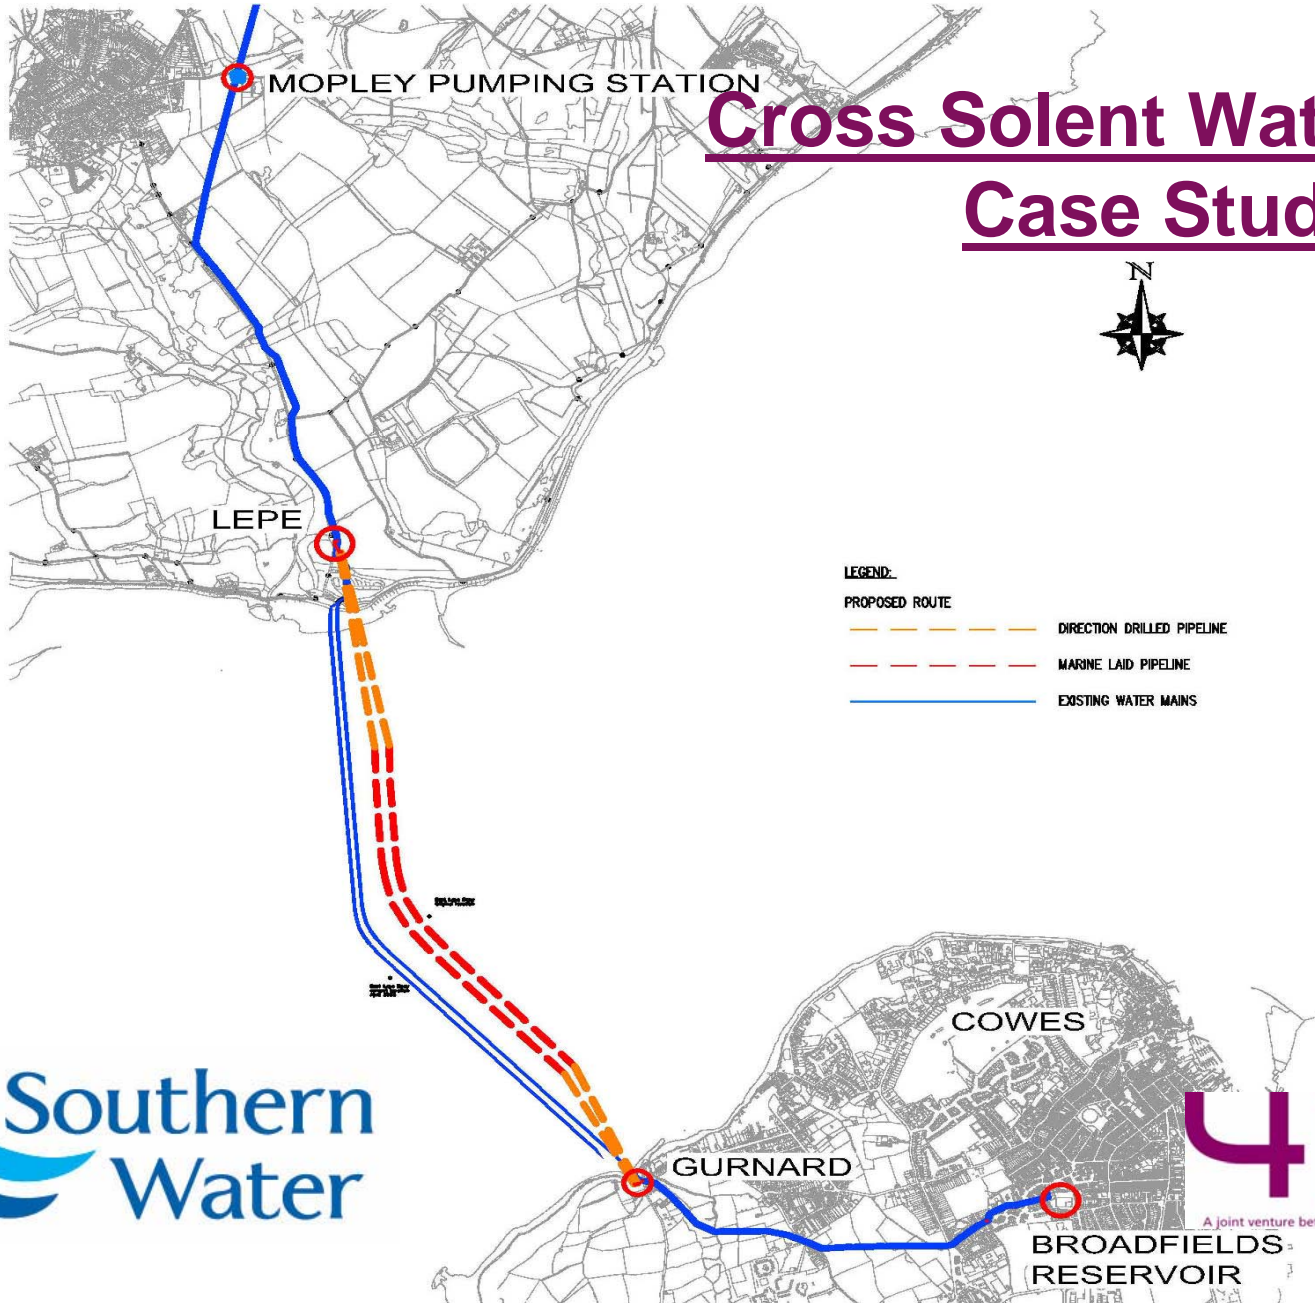 MOPLEY PUMPING STATION
Cross Solent Wat
Case Stud
N
LEPE
LEGEND:
PROPOSED ROUTE
DIRECTION DRILLED PIPELINE
MARINE LAID PIPELINE
EXISTING WATER MAINS
COWES
Southern
Water
GURNARD
4
A joint venture be
BROADFIELDS
RESERVOIR